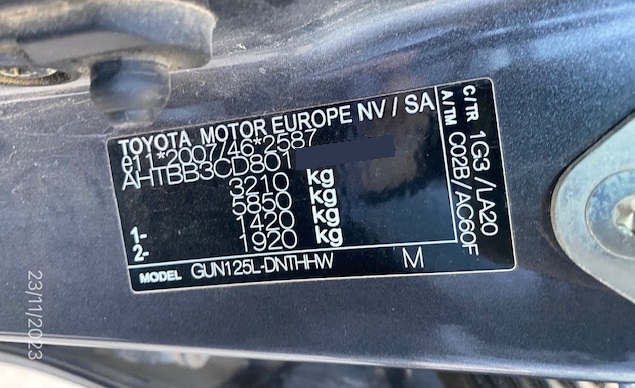 TOYOTA MOTOR EUROPE NV / SA
e11*2007/46*2587
AHTBB3CD801
3210 kg
5850 kg
1- 1420 kg
2- 1920 kg
MODEL GUN125L-DNTHHW M
C/TR 1G3/LA20
A/TM C02B/AC60F
23/11/2023